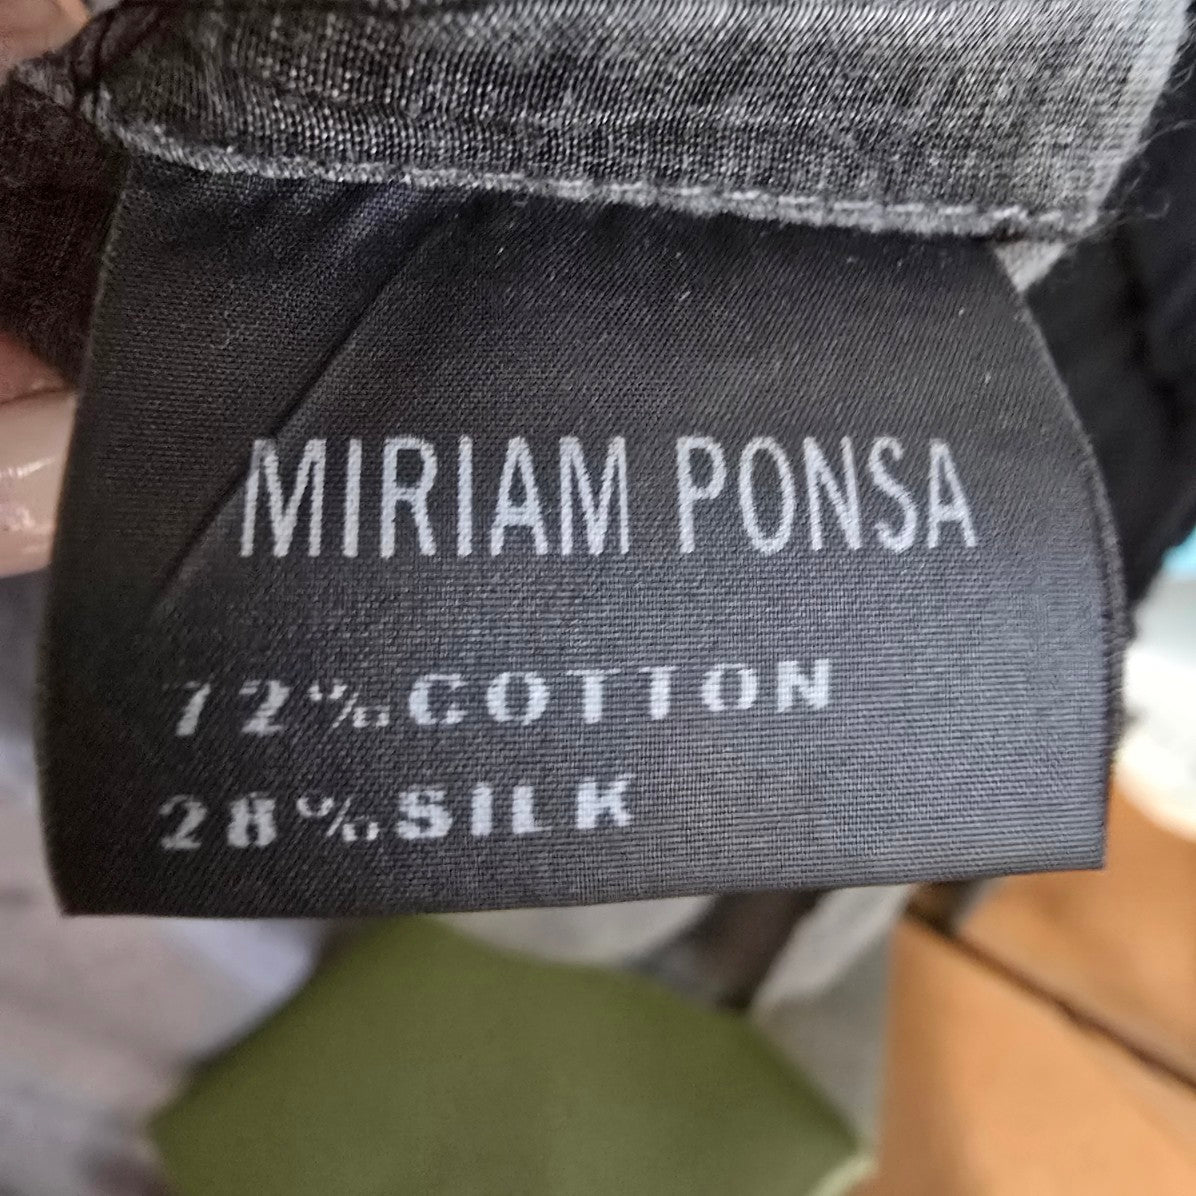 MIRIAM PONSA
72% COTTON
28% SILK